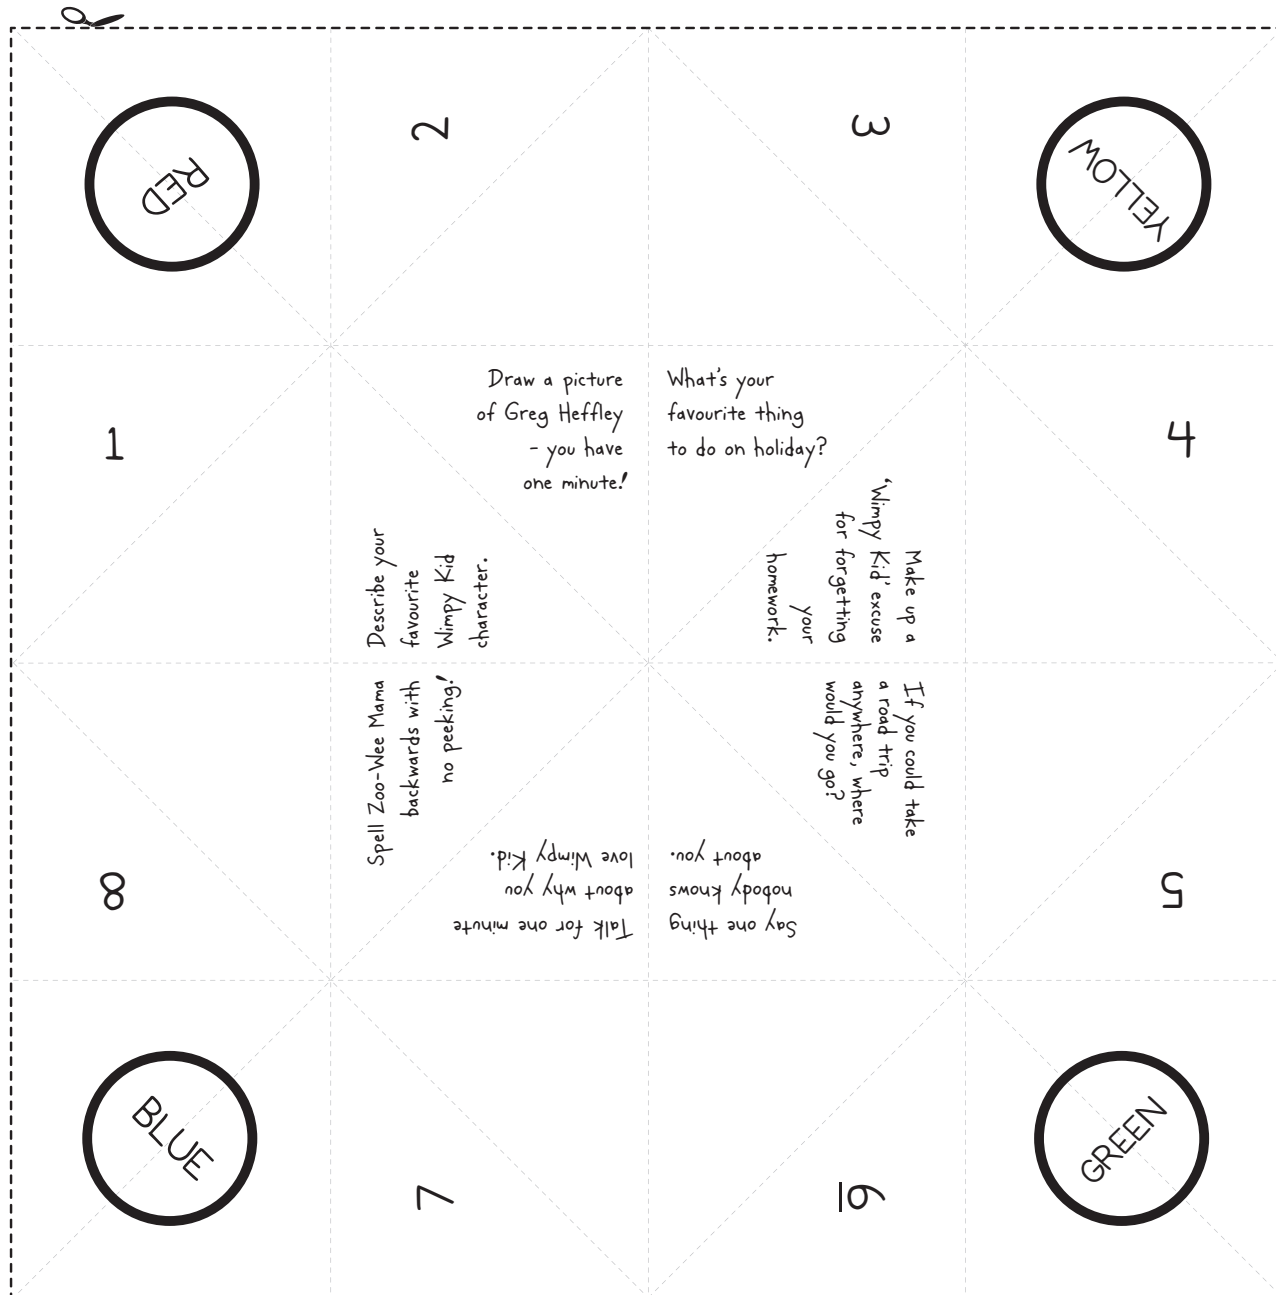 RED
2
3
YELLOW
1
Draw a picture
of Greg Heffley
- you have
one minute!
What's your
favourite thing
to do on holiday?
4
Describe your
favourite
Wimpy Kid
character.
Make up a
'Wimpy Kid' excuse
for forgetting
your
homework.
Spell Zoo-Wee Mama
backwards with
no peeking!
If you could take
a road trip
anywhere, where
would you go?
8
Talk for one minute
about why you
love Wimpy Kid.
Say one thing
nobody knows
about you.
5
BLUE
7
6
GREEN